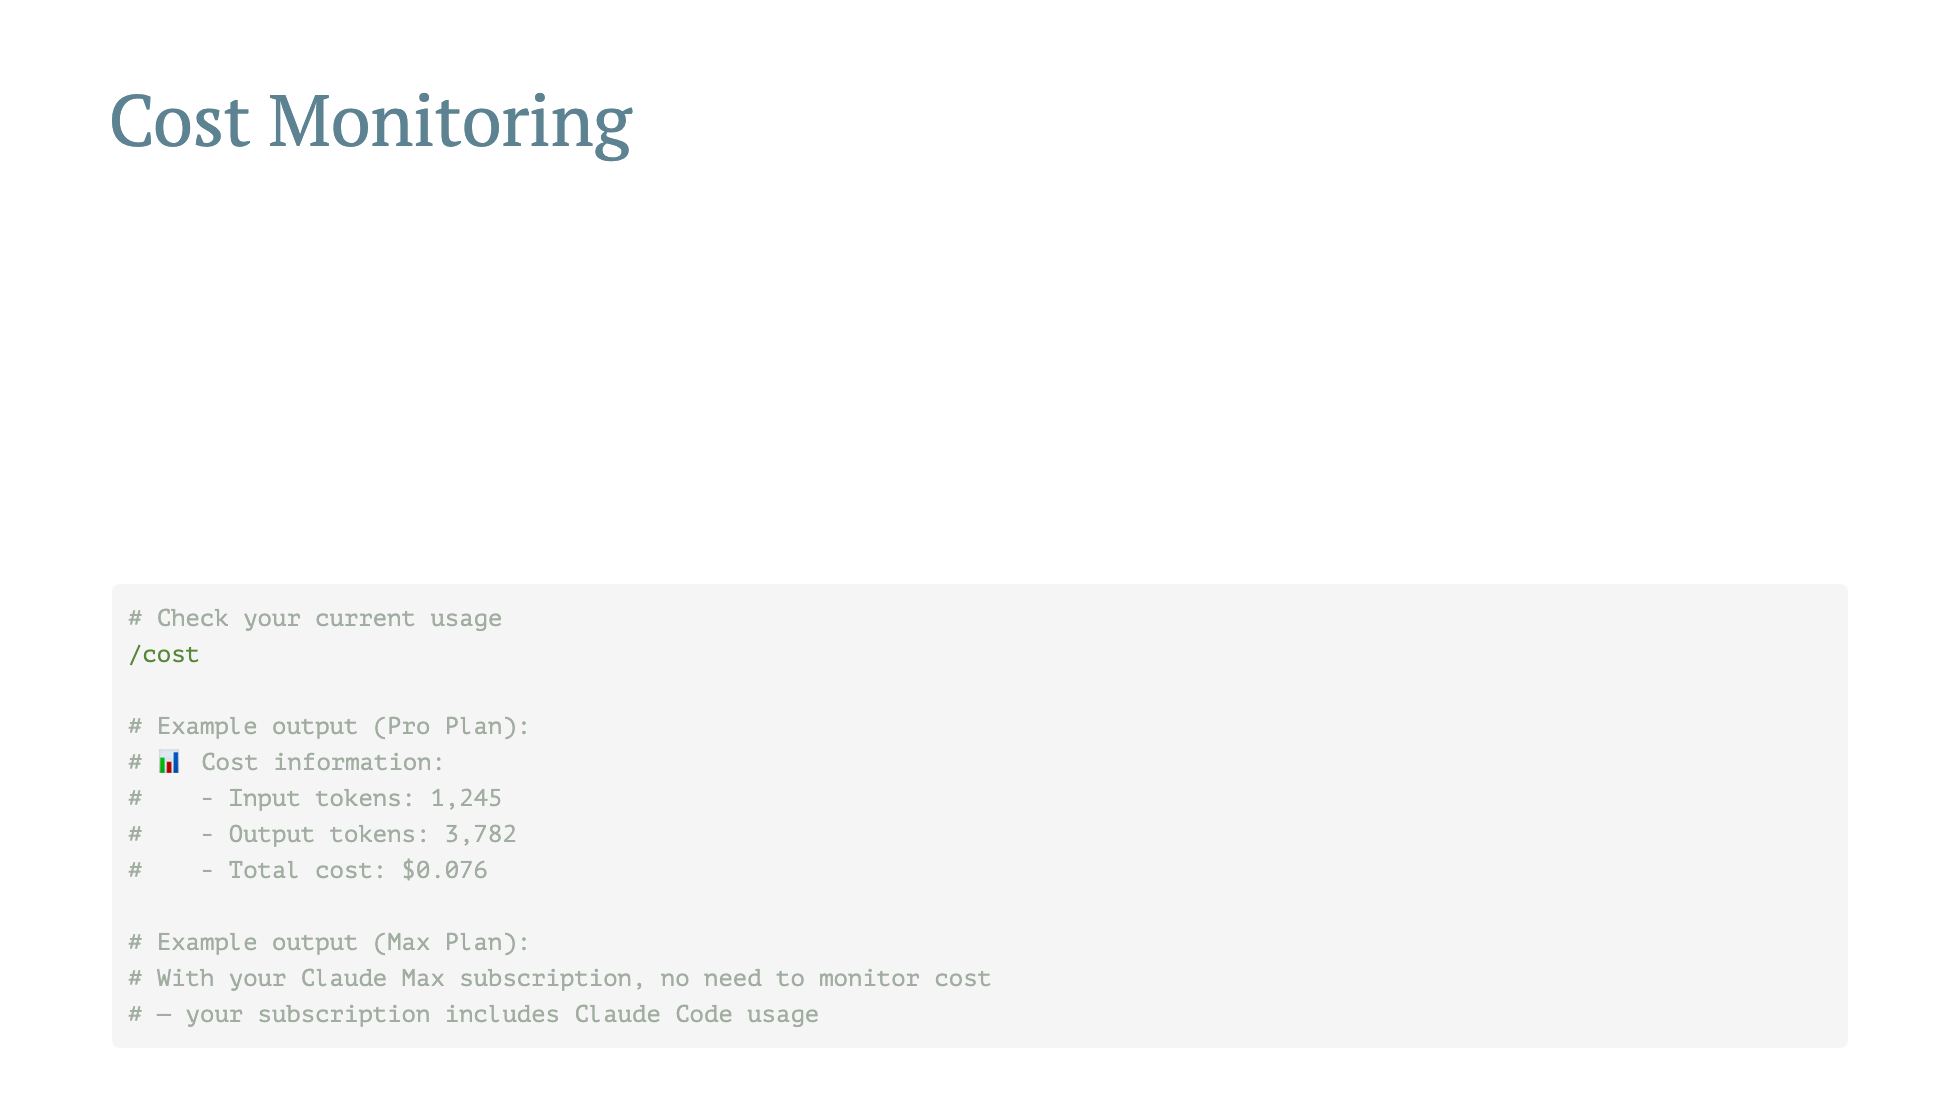 Cost Monitoring
# Check your current usage
/cost
# Example output (Pro Plan):
# 📊 Cost information:
#    - Input tokens: 1,245
#    - Output tokens: 3,782
#    - Total cost: $0.076
# Example output (Max Plan):
# With your Claude Max subscription, no need to monitor cost
# — your subscription includes Claude Code usage